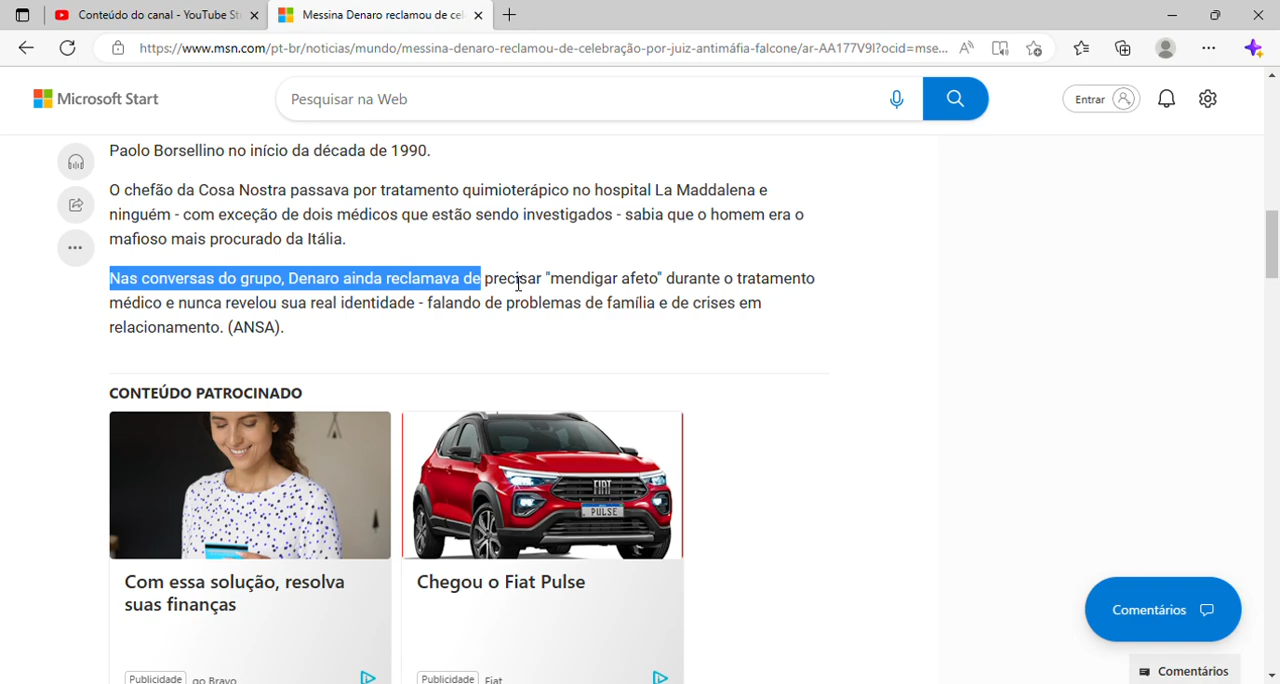 Conteúdo do canal - YouTube St
Messina Denaro reclamou de cel
https://www.msn.com/pt-br/noticias/mundo/messina-denaro-reclamou-de-celebração-por-juiz-antimáfia-falcone/ar-AA177V9I?ocid=mse...
Microsoft Start
Pesquisar na Web
Entrar
Paolo Borsellino no início da década de 1990.
O chefão da Cosa Nostra passava por tratamento quimioterápico no hospital La Maddalena e
ninguém - com exceção de dois médicos que estão sendo investigados - sabia que o homem era o
mafioso mais procurado da Itália.
Nas conversas do grupo, Denaro ainda reclamava de precisar "mendigar afeto" durante o tratamento
médico e nunca revelou sua real identidade - falando de problemas de família e de crises em
relacionamento. (ANSA).
CONTEÚDO PATROCINADO
FIAT
PULSE
Com essa solução, resolva
suas finanças
Chegou o Fiat Pulse
Publicidade go Bravo
Publicidade Fiat
Comentários
Comentários